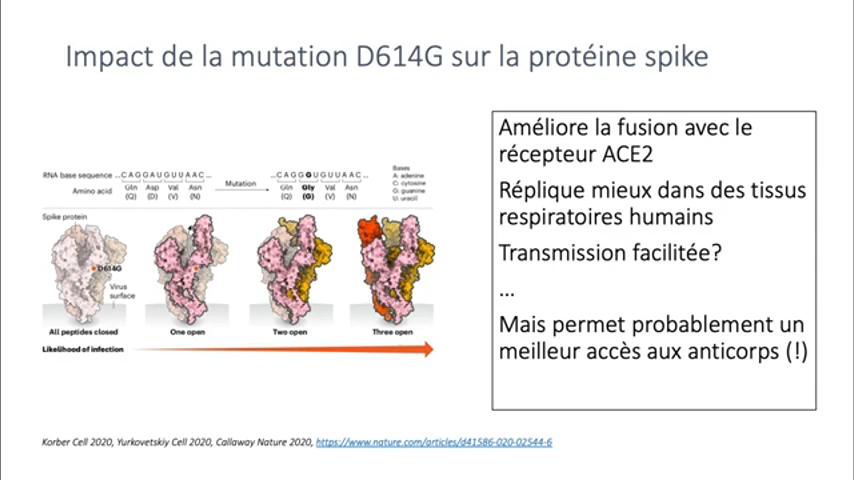 Impact de la mutation D614G sur la protéine spike
RNA base sequence ...CAGGAUGUUAAC...
Amino acid
Gln Asp Val Asn
(Q) (D) (V) (N)
Mutation
...CAGGGUGUUAAC...
Gln Gly Val Asn
(Q) (G) (V) (N)
Bases
A: adenine
C: cytosine
G: guanine
U: uracil
Spike protein
D614G
Virus
surface
All peptides closed
One open
Two open
Three open
Likelihood of infection
Améliore la fusion avec le
récepteur ACE2
Réplique mieux dans des tissus
respiratoires humains
Transmission facilitée?
...
Mais permet probablement un
meilleur accès aux anticorps (!)
Korber Cell 2020, Yurkovetskiy Cell 2020, Callaway Nature 2020, https://www.nature.com/articles/d41586-020-02544-6